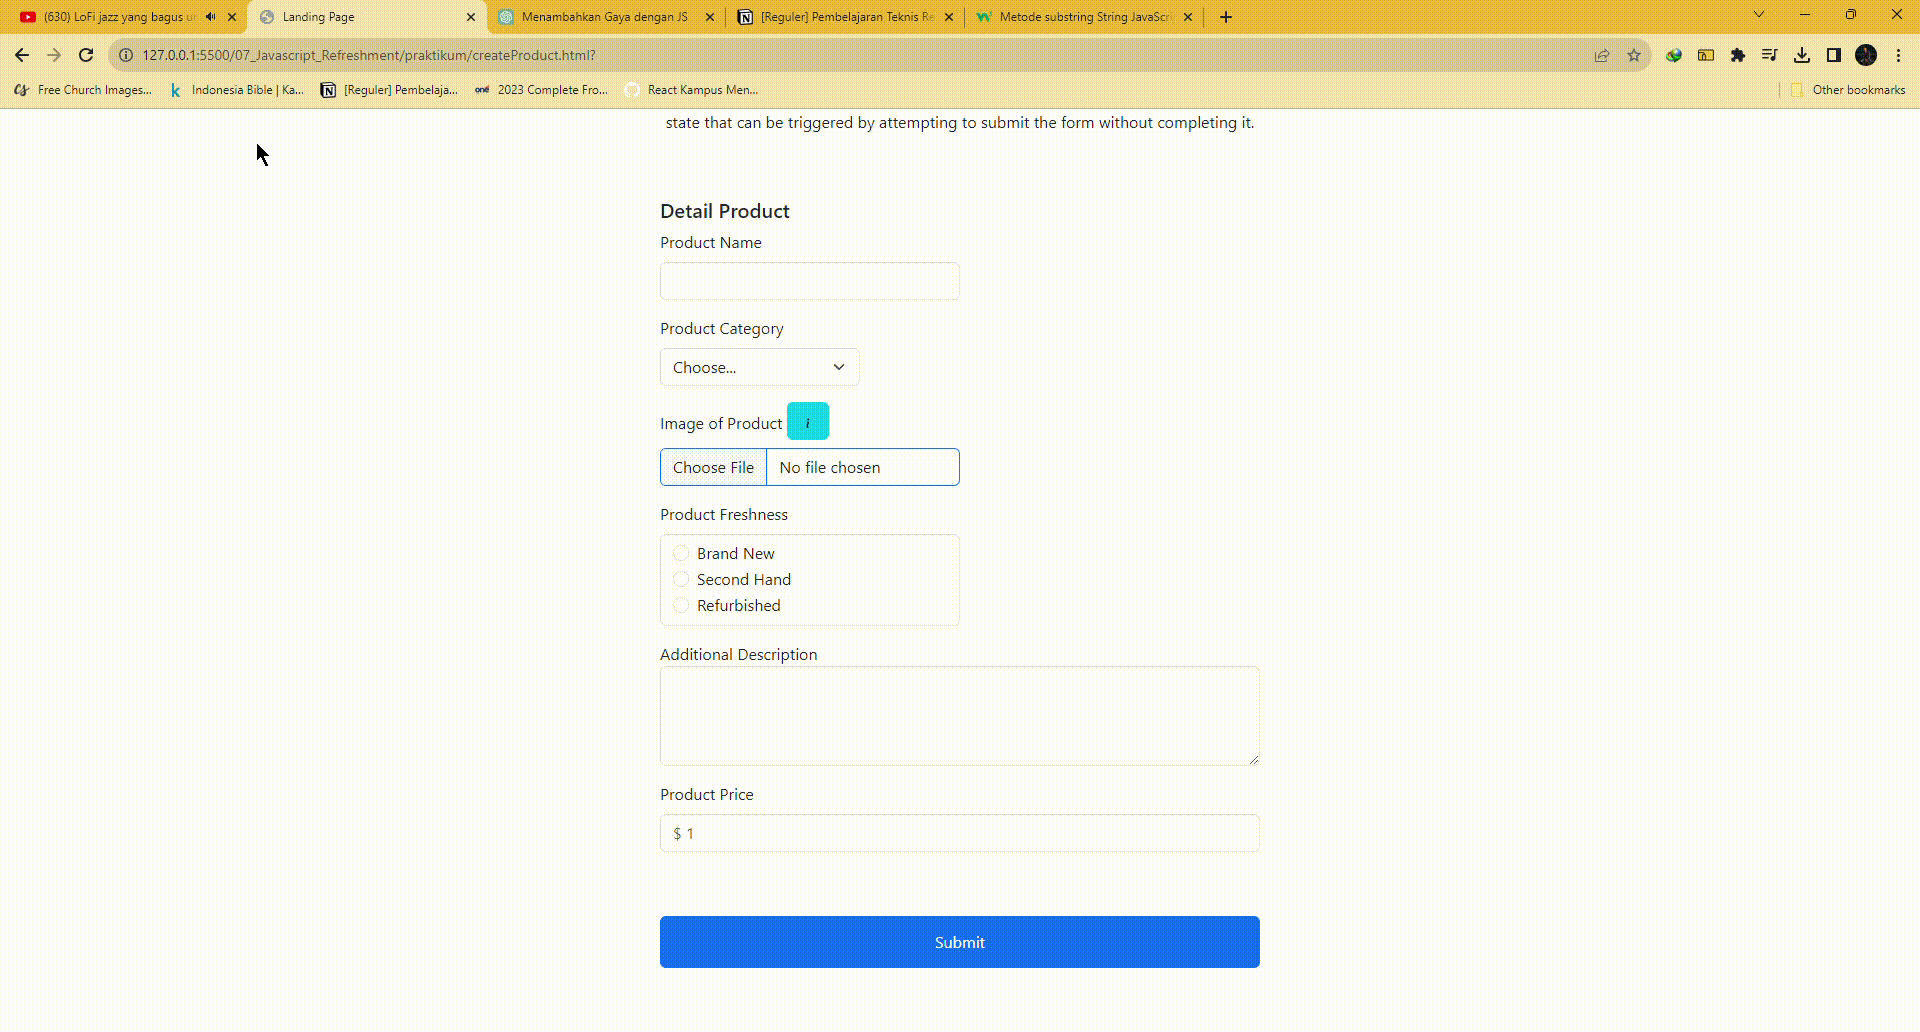 (630) LoFi jazz yang bagus un
Landing Page
Menambahkan Gaya dengan JS
[Reguler] Pembelajaran Teknis Re
Metode substring String JavaScri
127.0.0.1:5500/07_Javascript_Refreshment/praktikum/createProduct.html?
Free Church Images...
Indonesia Bible | Ka...
[Reguler] Pembelaja...
2023 Complete Fro...
React Kampus Men...
Other bookmarks
state that can be triggered by attempting to submit the form without completing it.
Detail Product
Product Name
Product Category
Choose...
Image of Product i
Choose File No file chosen
Product Freshness
Brand New
Second Hand
Refurbished
Additional Description
Product Price
$ 1
Submit